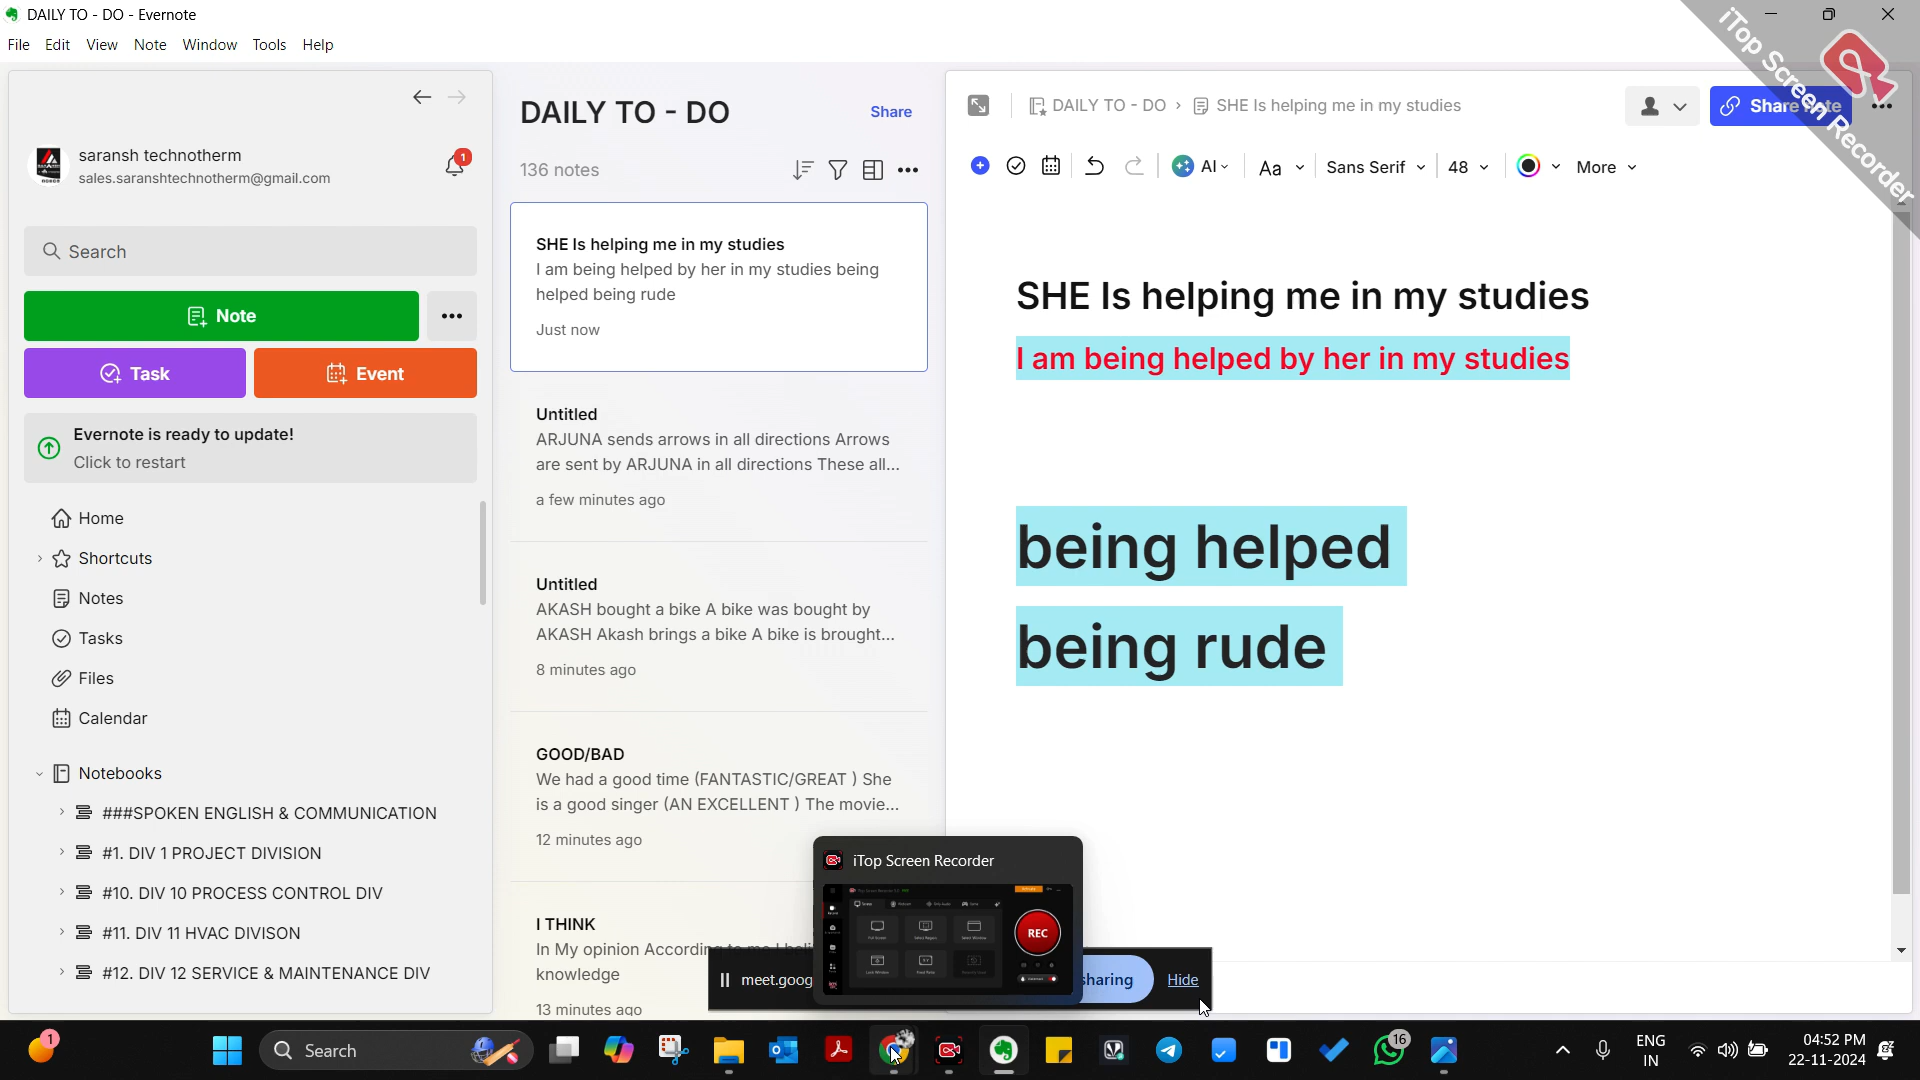 DAILY TO - DO - Evernote
File Edit View Note Window Tools Help
iTop Screen Recorder
saransh technotherm
sales.saranshtechnotherm@gmail.com
1
Search
Note
Task
Event
Evernote is ready to update!
Click to restart
Home
Shortcuts
Notes
Tasks
Files
Calendar
Notebooks
###SPOKEN ENGLISH & COMMUNICATION
#1. DIV 1 PROJECT DIVISION
#10. DIV 10 PROCESS CONTROL DIV
#11. DIV 11 HVAC DIVISON
#12. DIV 12 SERVICE & MAINTENANCE DIV
DAILY TO - DO
Share
136 notes
SHE Is helping me in my studies
I am being helped by her in my studies being
helped being rude
Just now
Untitled
ARJUNA sends arrows in all directions Arrows
are sent by ARJUNA in all directions These all...
a few minutes ago
Untitled
AKASH bought a bike A bike was bought by
AKASH Akash brings a bike A bike is brought...
8 minutes ago
GOOD/BAD
We had a good time (FANTASTIC/GREAT ) She
is a good singer (AN EXCELLENT ) The movie...
12 minutes ago
I THINK
In My opinion According to me I
knowledge
13 minutes ago
DAILY TO - DO › SHE Is helping me in my studies
Share
AI Aa Sans Serif 48 More
SHE Is helping me in my studies
I am being helped by her in my studies
being helped
being rude
iTop Screen Recorder
REC
meet.goog
sharing
Hide
1
Search
16
ENG
IN
04:52 PM
22-11-2024